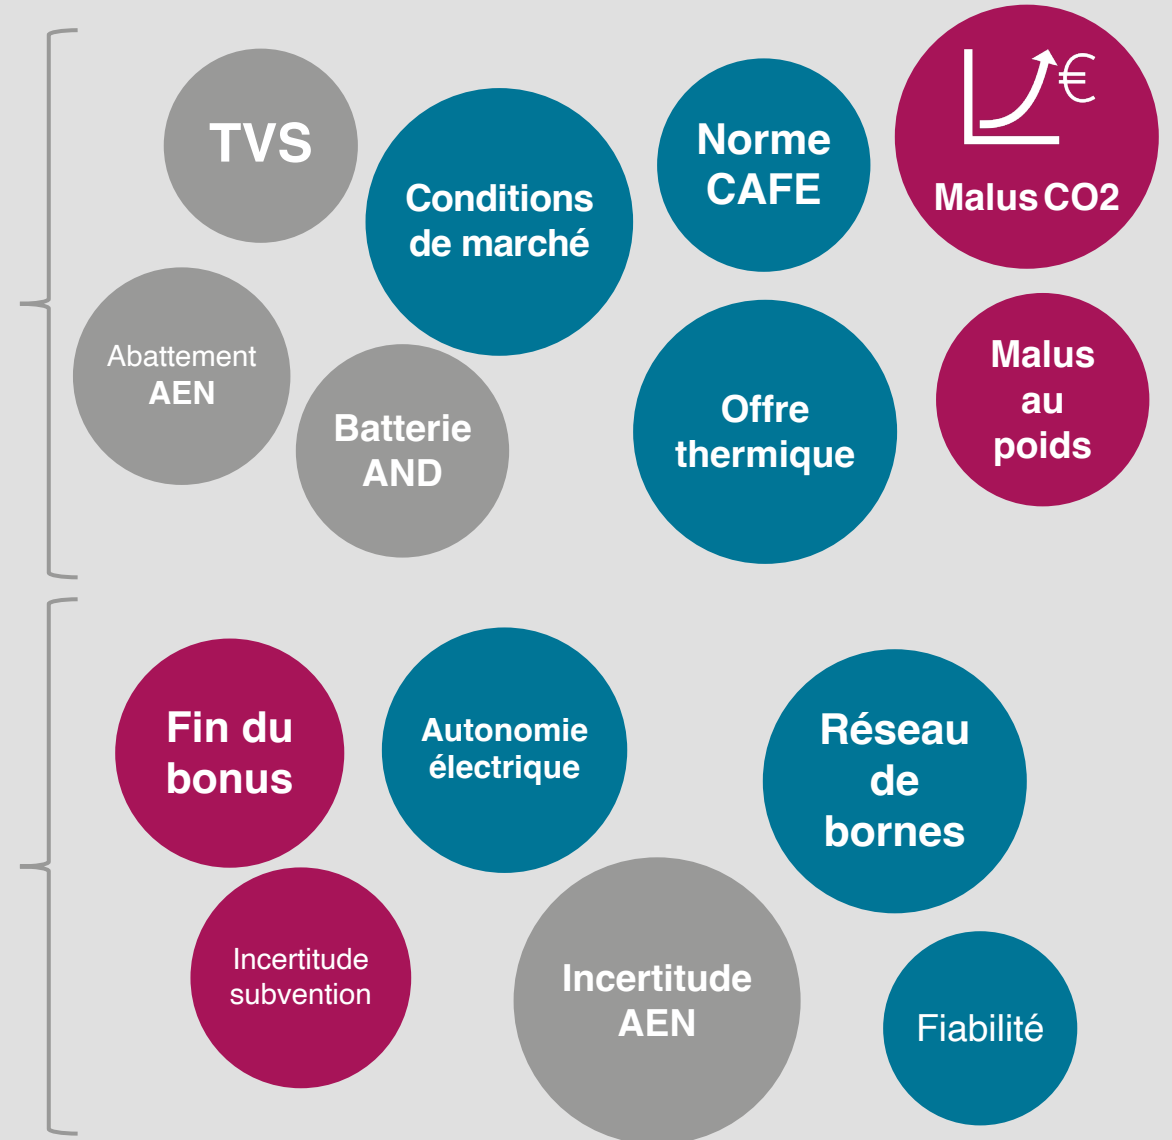 TVS
Conditions
de marché
Norme
CAFE
€
Malus CO2
Abattement
AEN
Batterie
AND
Offre
thermique
Malus
au
poids
Fin du
bonus
Autonomie
électrique
Réseau
de
bornes
Incertitude
subvention
Incertitude
AEN
Fiabilité